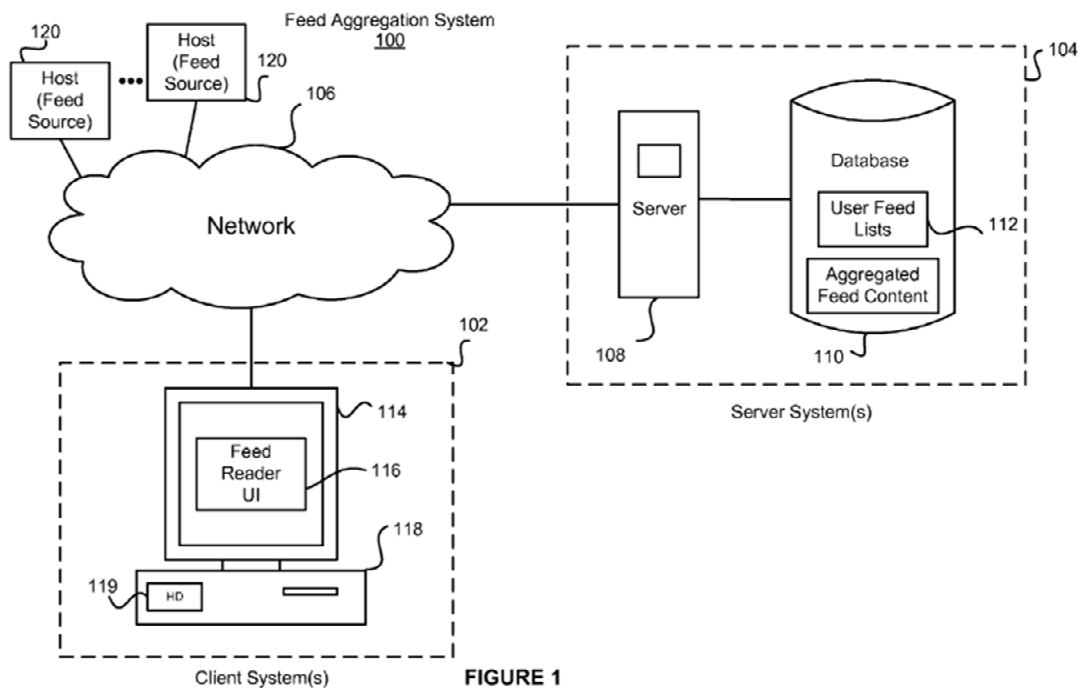 Feed Aggregation System
100
120
Host
(Feed
Source)
Host
(Feed
Source)
120
106
Network
104
Server
108
Database
User Feed
Lists
112
Aggregated
Feed Content
110
Server System(s)
102
114
Feed
Reader
UI
116
118
119
HD
Client System(s)
FIGURE 1